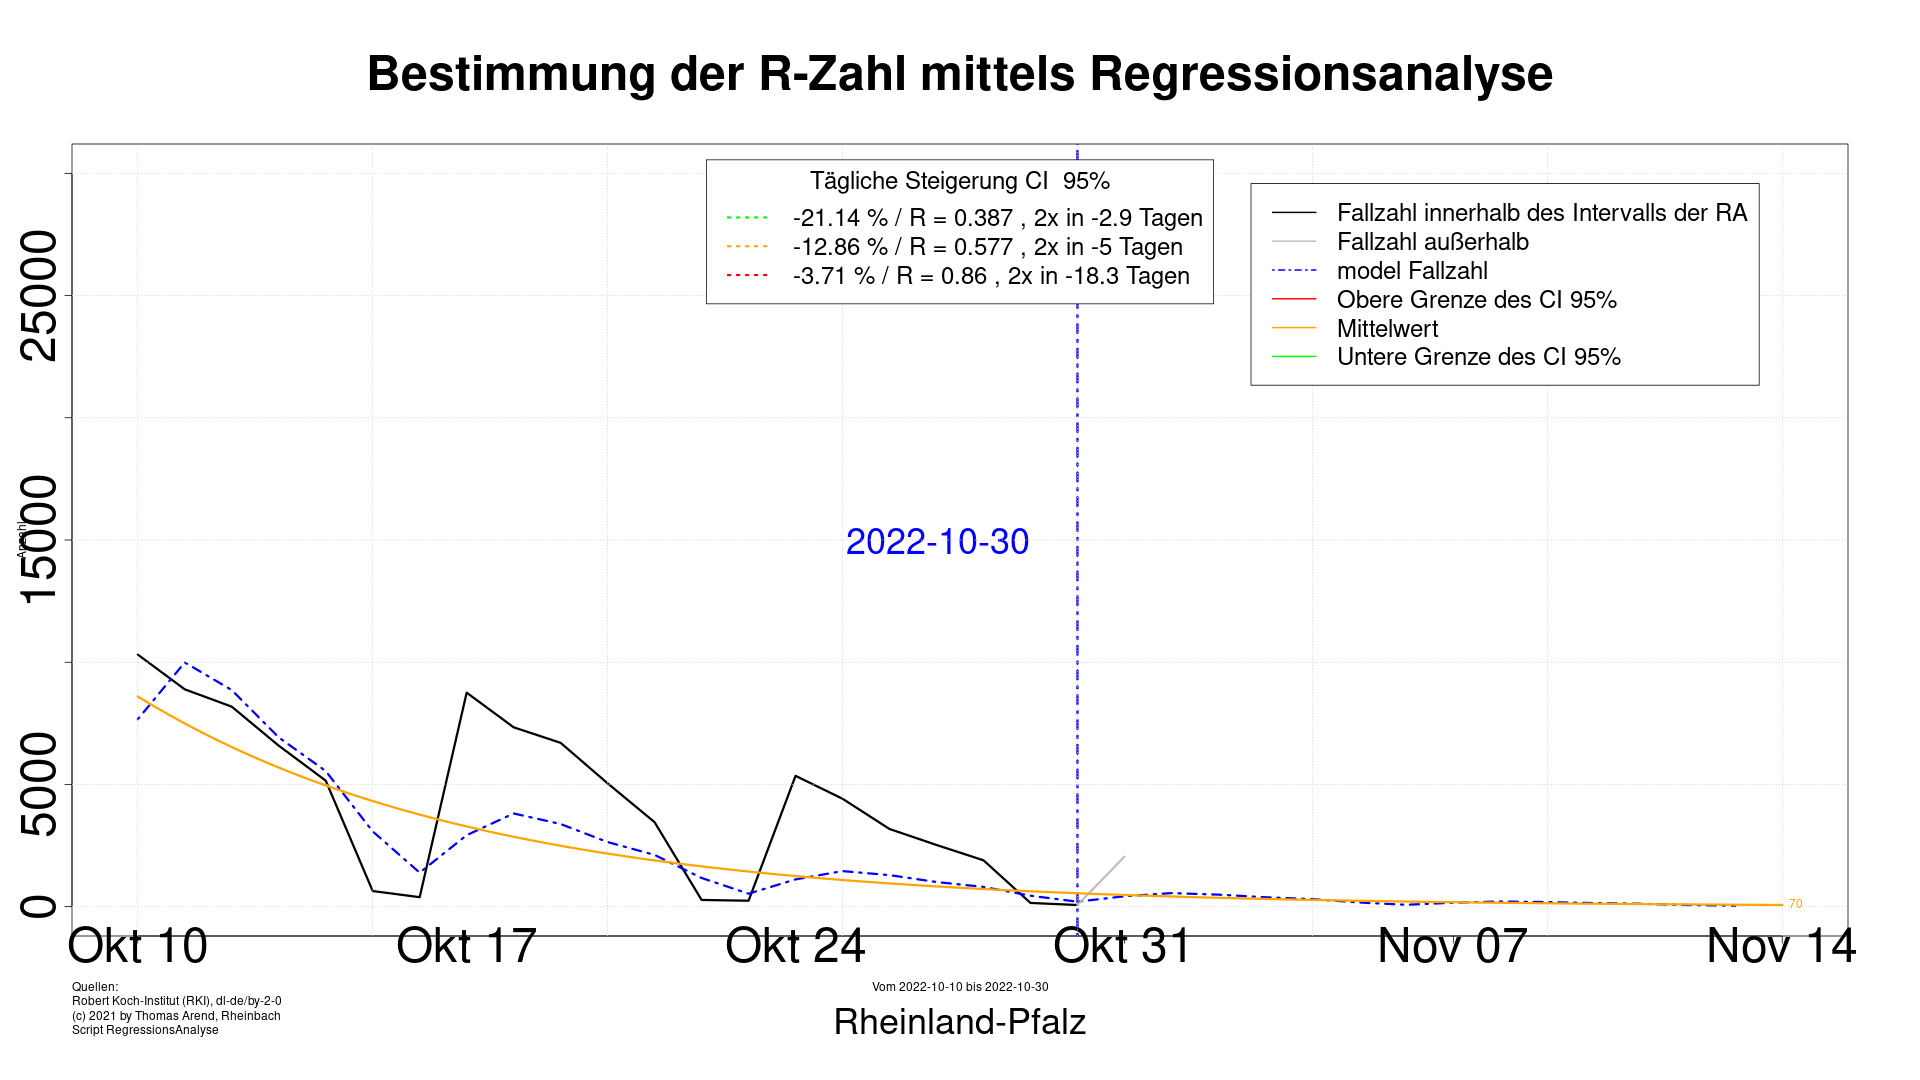 Bestimmung der R-Zahl mittels Regressionsanalyse
Tägliche Steigerung CI  95%
-21.14 % / R = 0.387 , 2x in -2.9 Tagen
-12.86 % / R = 0.577 , 2x in -5 Tagen
-3.71 % / R = 0.86 , 2x in -18.3 Tagen
Fallzahl innerhalb des Intervalls der RA
Fallzahl außerhalb
model Fallzahl
Obere Grenze des CI 95%
Mittelwert
Untere Grenze des CI 95%
25000
15000
5000
0
Anzahl
2022-10-30
70
Okt 10
Okt 17
Okt 24
Okt 31
Nov 07
Nov 14
Vom 2022-10-10 bis 2022-10-30
Rheinland-Pfalz
Quellen:
Robert Koch-Institut (RKI), dl-de/by-2-0
(c) 2021 by Thomas Arend, Rheinbach
Script RegressionsAnalyse